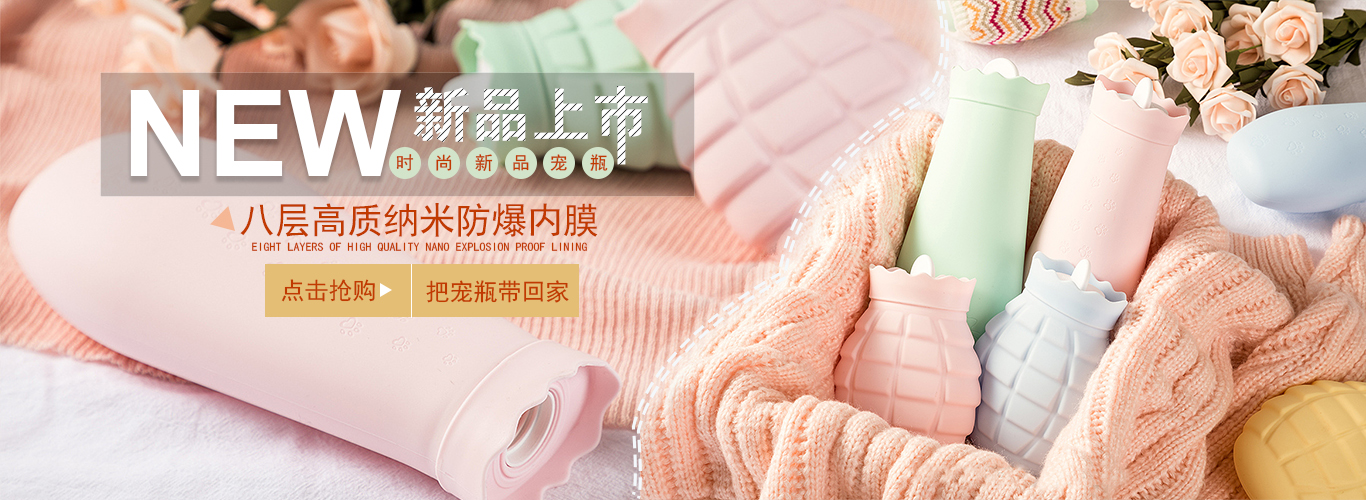 NEW 新品上市
时尚新品宠瓶
八层高质纳米防爆内膜
EIGHT LAYERS OF HIGH QUALITY NANO EXPLOSION PROOF LINING
点击抢购 把宠瓶带回家